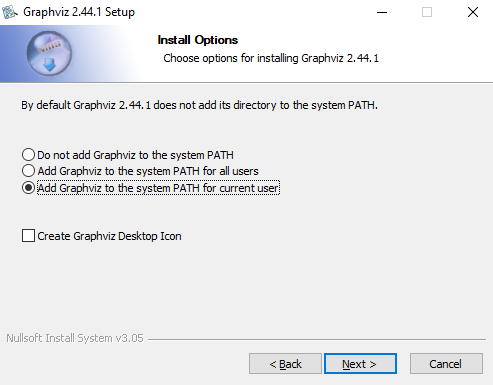 Graphviz 2.44.1 Setup
Install Options
Choose options for installing Graphviz 2.44.1
By default Graphviz 2.44.1 does not add its directory to the system PATH.
Do not add Graphviz to the system PATH
Add Graphviz to the system PATH for all users
Add Graphviz to the system PATH for current user
Create Graphviz Desktop Icon
Nullsoft Install System v3.05
< Back
Next >
Cancel